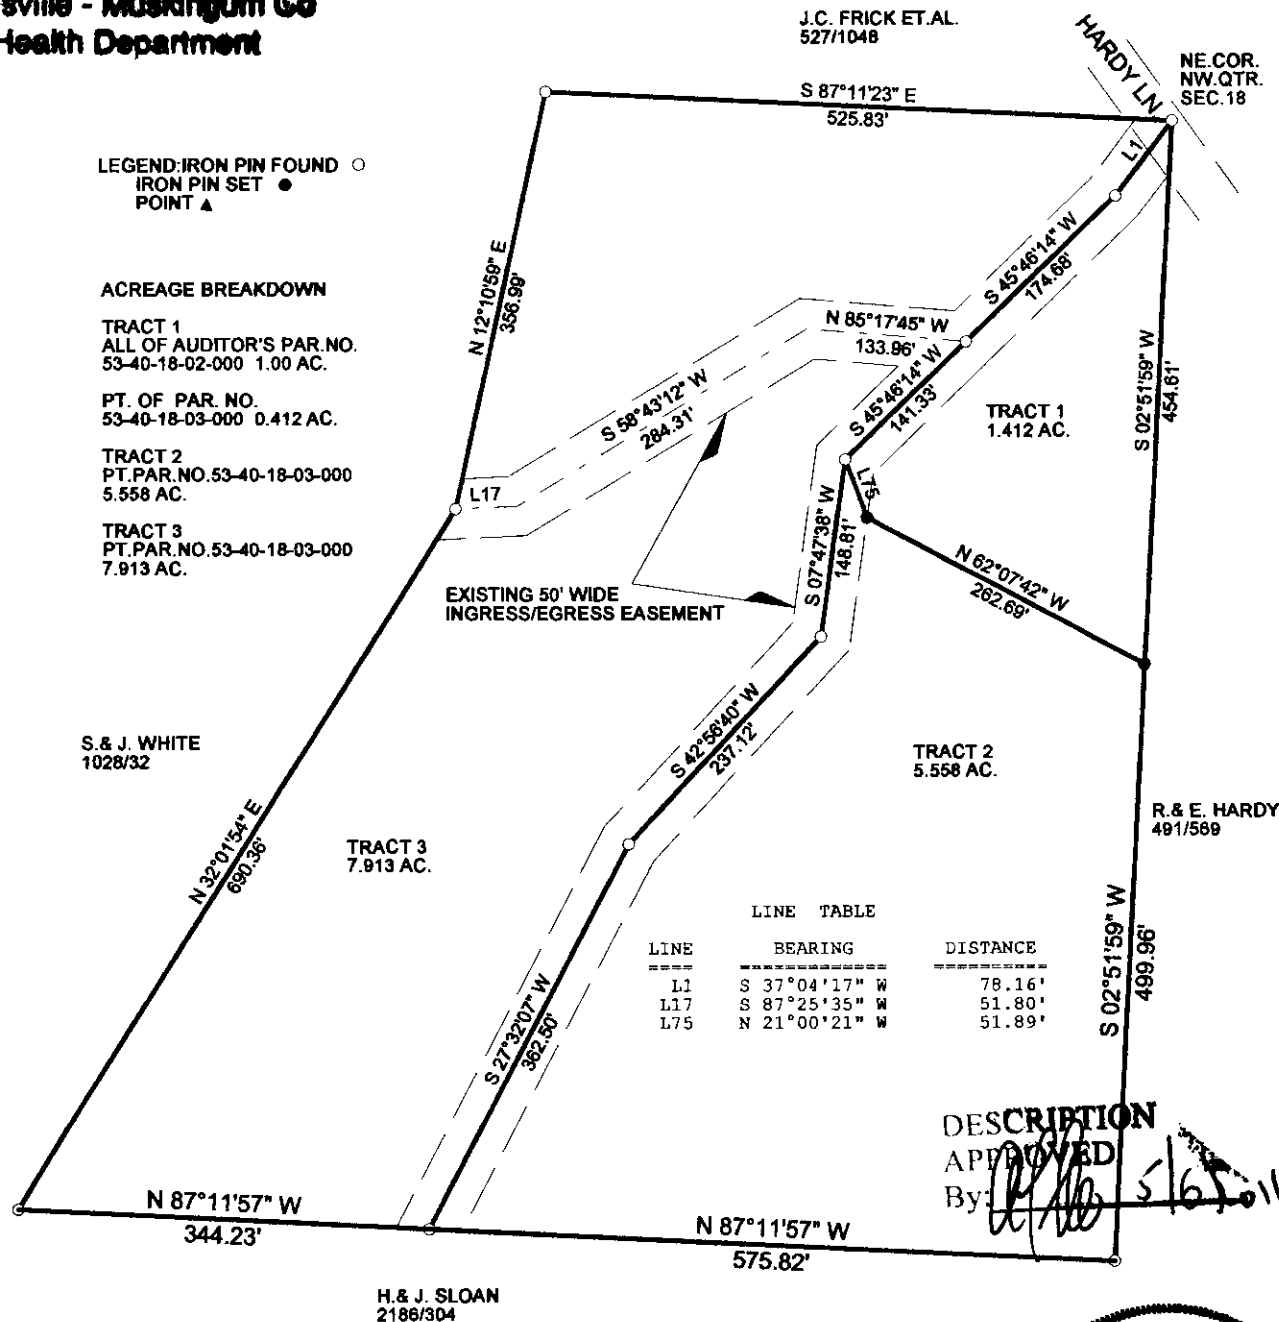 sville - Muskingum Co
Health Department
J.C. FRICK ET.AL.
527/1048
HARDY LN
NE.COR.
NW.QTR.
SEC.18
S 87°11'23" E
525.83'
LEGEND:IRON PIN FOUND ○
IRON PIN SET ●
POINT ▲
L1
S 45°46'14" W
174.68'
N 12°10'59" E
356.99'
ACREAGE BREAKDOWN
TRACT 1
ALL OF AUDITOR'S PAR.NO.
53-40-18-02-000 1.00 AC.
PT. OF PAR. NO.
53-40-18-03-000 0.412 AC.
TRACT 2
PT.PAR.NO.53-40-18-03-000
5.558 AC.
TRACT 3
PT.PAR.NO.53-40-18-03-000
7.913 AC.
N 85°17'45" W
133.96'
S 45°46'14" W
141.33'
S 58°43'12" W
284.31'
TRACT 1
1.412 AC.
S 02°51'59" W
454.61'
L17
L75
S 07°47'38" W
148.81'
N 62°07'42" W
262.69'
EXISTING 50' WIDE
INGRESS/EGRESS EASEMENT
S.& J. WHITE
1028/32
S 42°56'40" W
237.12'
TRACT 2
5.558 AC.
R.& E. HARDY
491/569
N 32°01'54" E
690.36'
TRACT 3
7.913 AC.
LINE TABLE
LINE BEARING DISTANCE
==== ============= ==========
L1 S 37°04'17" W 78.16'
L17 S 87°25'35" W 51.80'
L75 N 21°00'21" W 51.89'
S 02°51'59" W
499.96'
S 27°32'07" W
362.50'
DESCRIPTION
APPROVED
By:
N 87°11'57" W
344.23'
N 87°11'57" W
575.82'
H.& J. SLOAN
2186/304